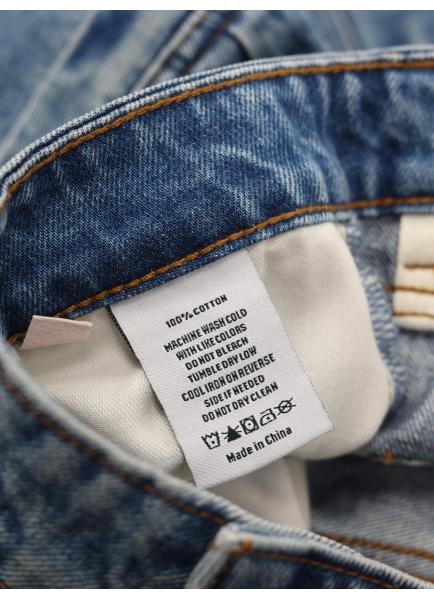 100% COTTON
MACHINE WASH COLD
WITH LIKE COLORS
DO NOT BLEACH
TUMBLE DRY LOW
COOL IRON ON REVERSE
SIDE IF NEEDED
DO NOT DRY CLEAN
Made in China